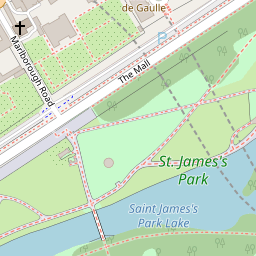 de Gaulle
Marlborough Road
P
The Mall
St. James's
Park
Saint James's
Park Lake